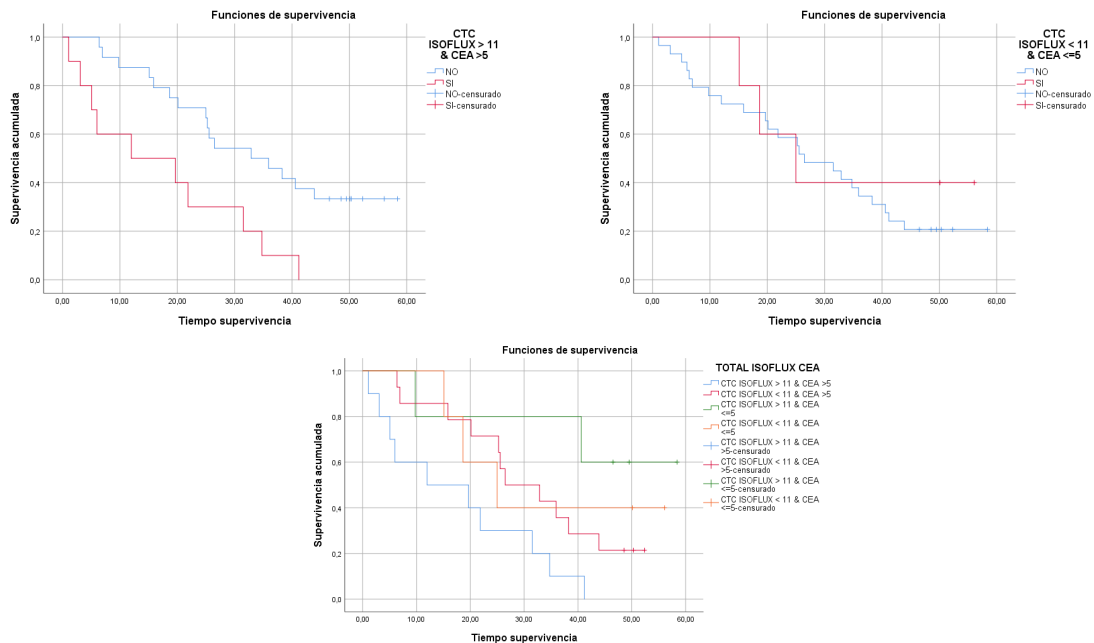 Funciones de supervivencia
CTC
ISOFLUX > 11
& CEA >5
NO
SI
NO-censurado
SI-censurado
Supervivencia acumulada
1,0
0,8
0,6
0,4
0,2
0,0
0,00 10,00 20,00 30,00 40,00 50,00 60,00
Tiempo supervivencia
Funciones de supervivencia
CTC
ISOFLUX < 11
& CEA <=5
NO
SI
NO-censurado
SI-censurado
Supervivencia acumulada
1,0
0,8
0,6
0,4
0,2
0,0
0,00 10,00 20,00 30,00 40,00 50,00 60,00
Tiempo supervivencia
Funciones de supervivencia
TOTAL ISOFLUX CEA
CTC ISOFLUX > 11 & CEA >5
CTC ISOFLUX < 11 & CEA >5
CTC ISOFLUX > 11 & CEA
<=5
CTC ISOFLUX < 11 & CEA
<=5
CTC ISOFLUX > 11 & CEA
>5-censurado
CTC ISOFLUX < 11 & CEA
>5-censurado
CTC ISOFLUX > 11 & CEA
<=5-censurado
CTC ISOFLUX < 11 & CEA
<=5-censurado
Supervivencia acumulada
1,0
0,8
0,6
0,4
0,2
0,0
0,00 10,00 20,00 30,00 40,00 50,00 60,00
Tiempo supervivencia